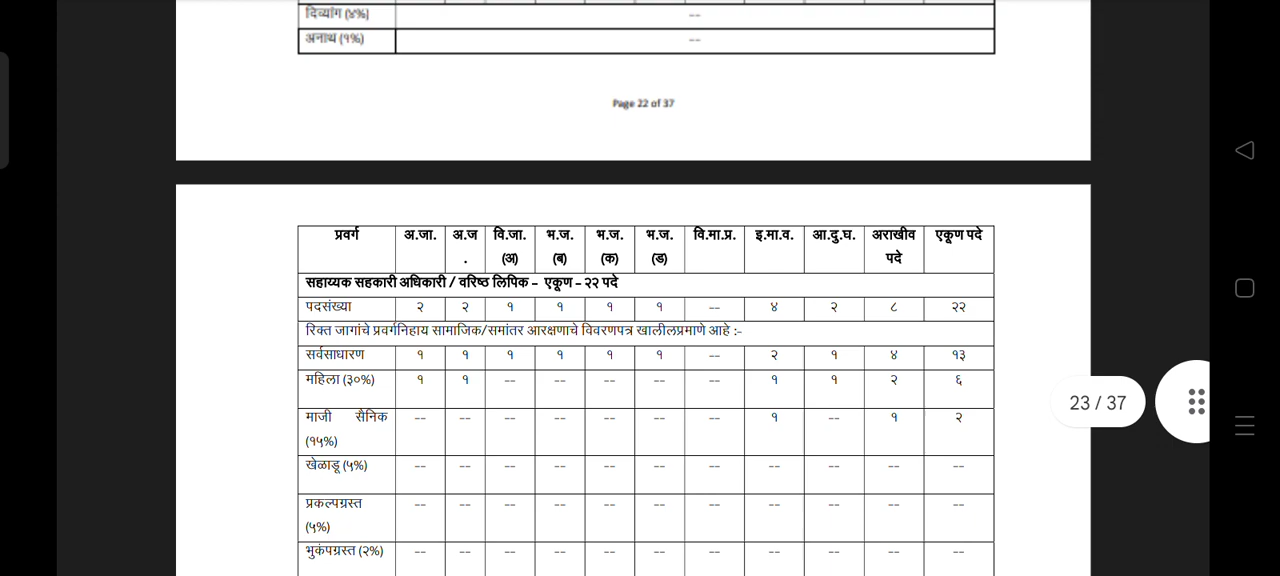 दिव्यांग (४%) --
अनाथ (१%) --
Page 22 of 37
प्रवर्ग अ.जा. अ.ज. वि.जा. (अ) भ.ज. (ब) भ.ज. (क) भ.ज. (ड) वि.मा.प्र. इ.मा.व. आ.दु.घ. अराखीव पदे एकूण पदे
सहाय्यक सहकारी अधिकारी / वरिष्ठ लिपिक – एकूण – २२ पदे
पदसंख्या २ २ १ १ १ १ -- ४ २ ८ २२
रिक्त जागांचे प्रवर्गनिहाय सामाजिक/समांतर आरक्षणाचे विवरणपत्र खालीलप्रमाणे आहे :-
सर्वसाधारण १ १ १ १ १ १ -- २ १ ४ १३
महिला (३०%) १ १ -- -- -- -- -- १ १ २ ६
माजी सैनिक (१५%) -- -- -- -- -- -- -- १ -- १ २
खेळाडू (५%) -- -- -- -- -- -- -- -- -- -- --
प्रकल्पग्रस्त (५%) -- -- -- -- -- -- -- -- -- -- --
भुकंपग्रस्त (२%) -- -- -- -- -- -- -- -- -- -- --
23 / 37